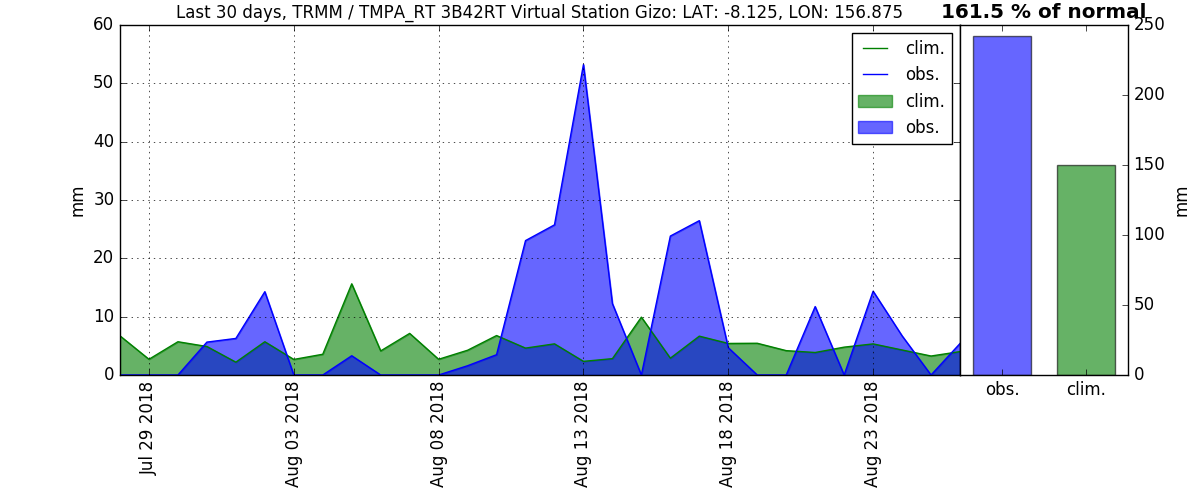 Last 30 days, TRMM / TMPA_RT 3B42RT Virtual Station Gizo: LAT: -8.125, LON: 156.875
161.5 % of normal
60
50
40
30
20
10
0
mm
clim.
obs.
clim.
obs.
Jul 29 2018
Aug 03 2018
Aug 08 2018
Aug 13 2018
Aug 18 2018
Aug 23 2018
250
200
150
100
50
0
mm
obs.
clim.